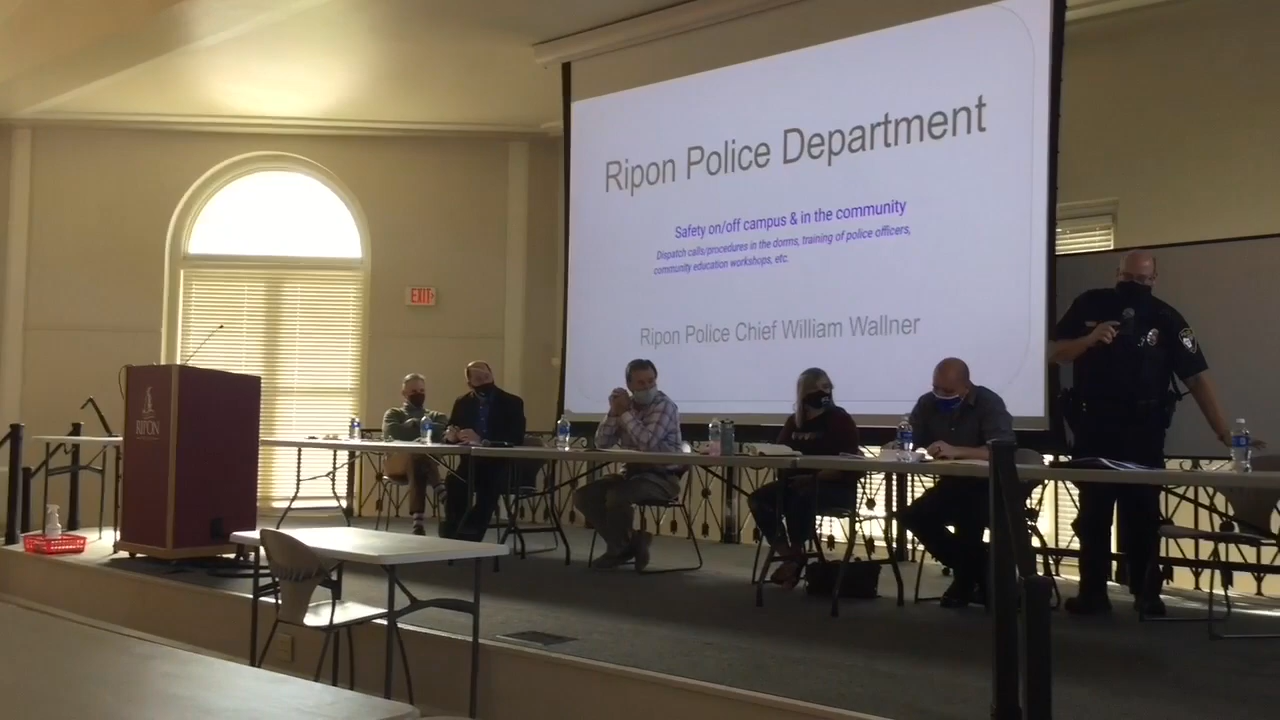 Ripon Police Department
Safety on/off campus & in the community
Dispatch calls/procedures in the dorms, training of police officers,
community education workshops, etc.
Ripon Police Chief William Wallner
EXIT
RIPON